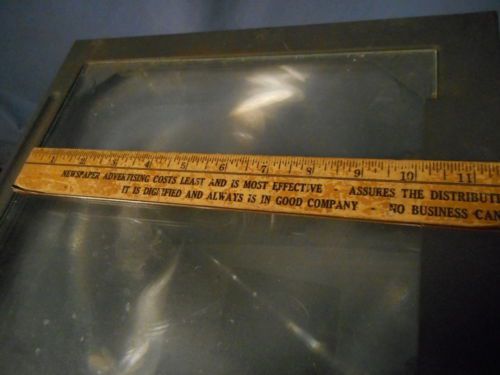 1 2 3 4 5 6 7 8 9 10 11
NEWSPAPER ADVERTISING COSTS LEAST AND IS MOST EFFECTIVE - ASSURES THE DISTRIBUT
IT IS DIGNIFIED AND ALWAYS IS IN GOOD COMPANY NO BUSINESS CAN